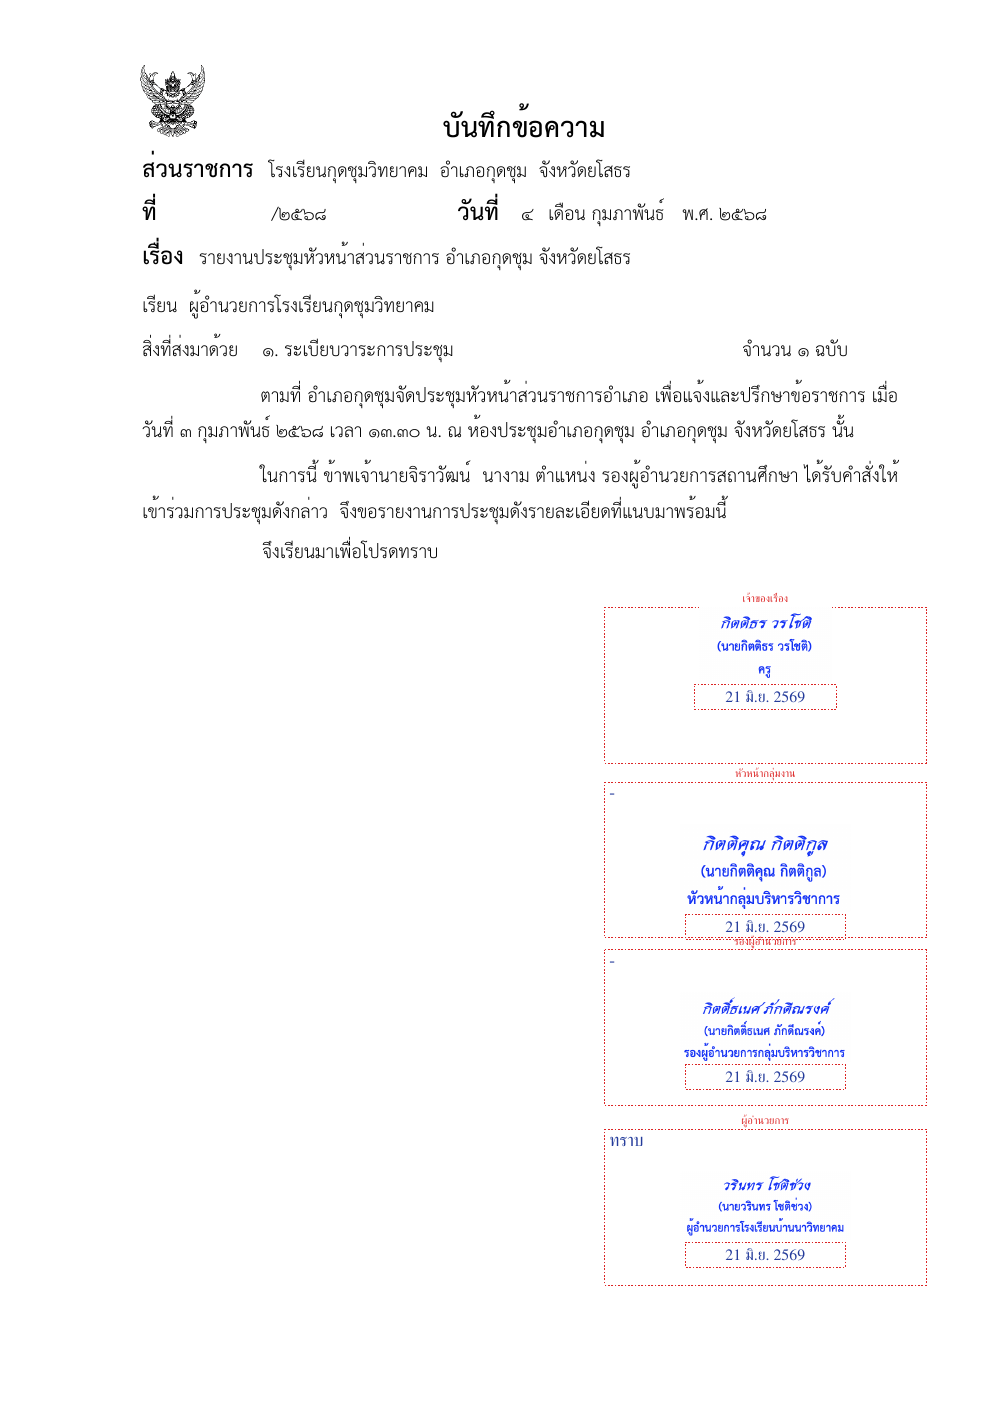 บันทึกข้อความ
ส่วนราชการ โรงเรียนกุดชุมวิทยาคม อำเภอกุดชุม จังหวัดยโสธร
ที่ /๒๕๖๘ วันที่ ๔ เดือน กุมภาพันธ์ พ.ศ. ๒๕๖๘
เรื่อง รายงานประชุมหัวหน้าส่วนราชการ อำเภอกุดชุม จังหวัดยโสธร
เรียน ผู้อำนวยการโรงเรียนกุดชุมวิทยาคม
สิ่งที่ส่งมาด้วย ๑. ระเบียบวาระการประชุม จำนวน ๑ ฉบับ
ตามที่ อำเภอกุดชุมจัดประชุมหัวหน้าส่วนราชการอำเภอ เพื่อแจ้งและปรึกษาข้อราชการ เมื่อ
วันที่ ๓ กุมภาพันธ์ ๒๕๖๘ เวลา ๑๓.๓๐ น. ณ ห้องประชุมอำเภอกุดชุม อำเภอกุดชุม จังหวัดยโสธร นั้น
ในการนี้ ข้าพเจ้านายจิราวัฒน์ นางาม ตำแหน่ง รองผู้อำนวยการสถานศึกษา ได้รับคำสั่งให้
เข้าร่วมการประชุมดังกล่าว จึงขอรายงานการประชุมดังรายละเอียดที่แนบมาพร้อมนี้
จึงเรียนมาเพื่อโปรดทราบ
เจ้าของเรื่อง
กิตติธร วรโชติ
(นายกิตติธร วรโชติ)
ครู
21 มิ.ย. 2569
หัวหน้ากลุ่มงาน
-
กิตติคุณ กิตติกูล
(นายกิตติคุณ กิตติกูล)
หัวหน้ากลุ่มบริหารวิชาการ
21 มิ.ย. 2569
รองผู้อำนวยการ
-
กิตติ์ธเนศ ภักดีณรงค์
(นายกิตติ์ธเนศ ภักดีณรงค์)
รองผู้อำนวยการกลุ่มบริหารวิชาการ
21 มิ.ย. 2569
ผู้อำนวยการ
ทราบ
วรินทร โชติช่วง
(นายวรินทร โชติช่วง)
ผู้อำนวยการโรงเรียนบ้านนาวิทยาคม
21 มิ.ย. 2569